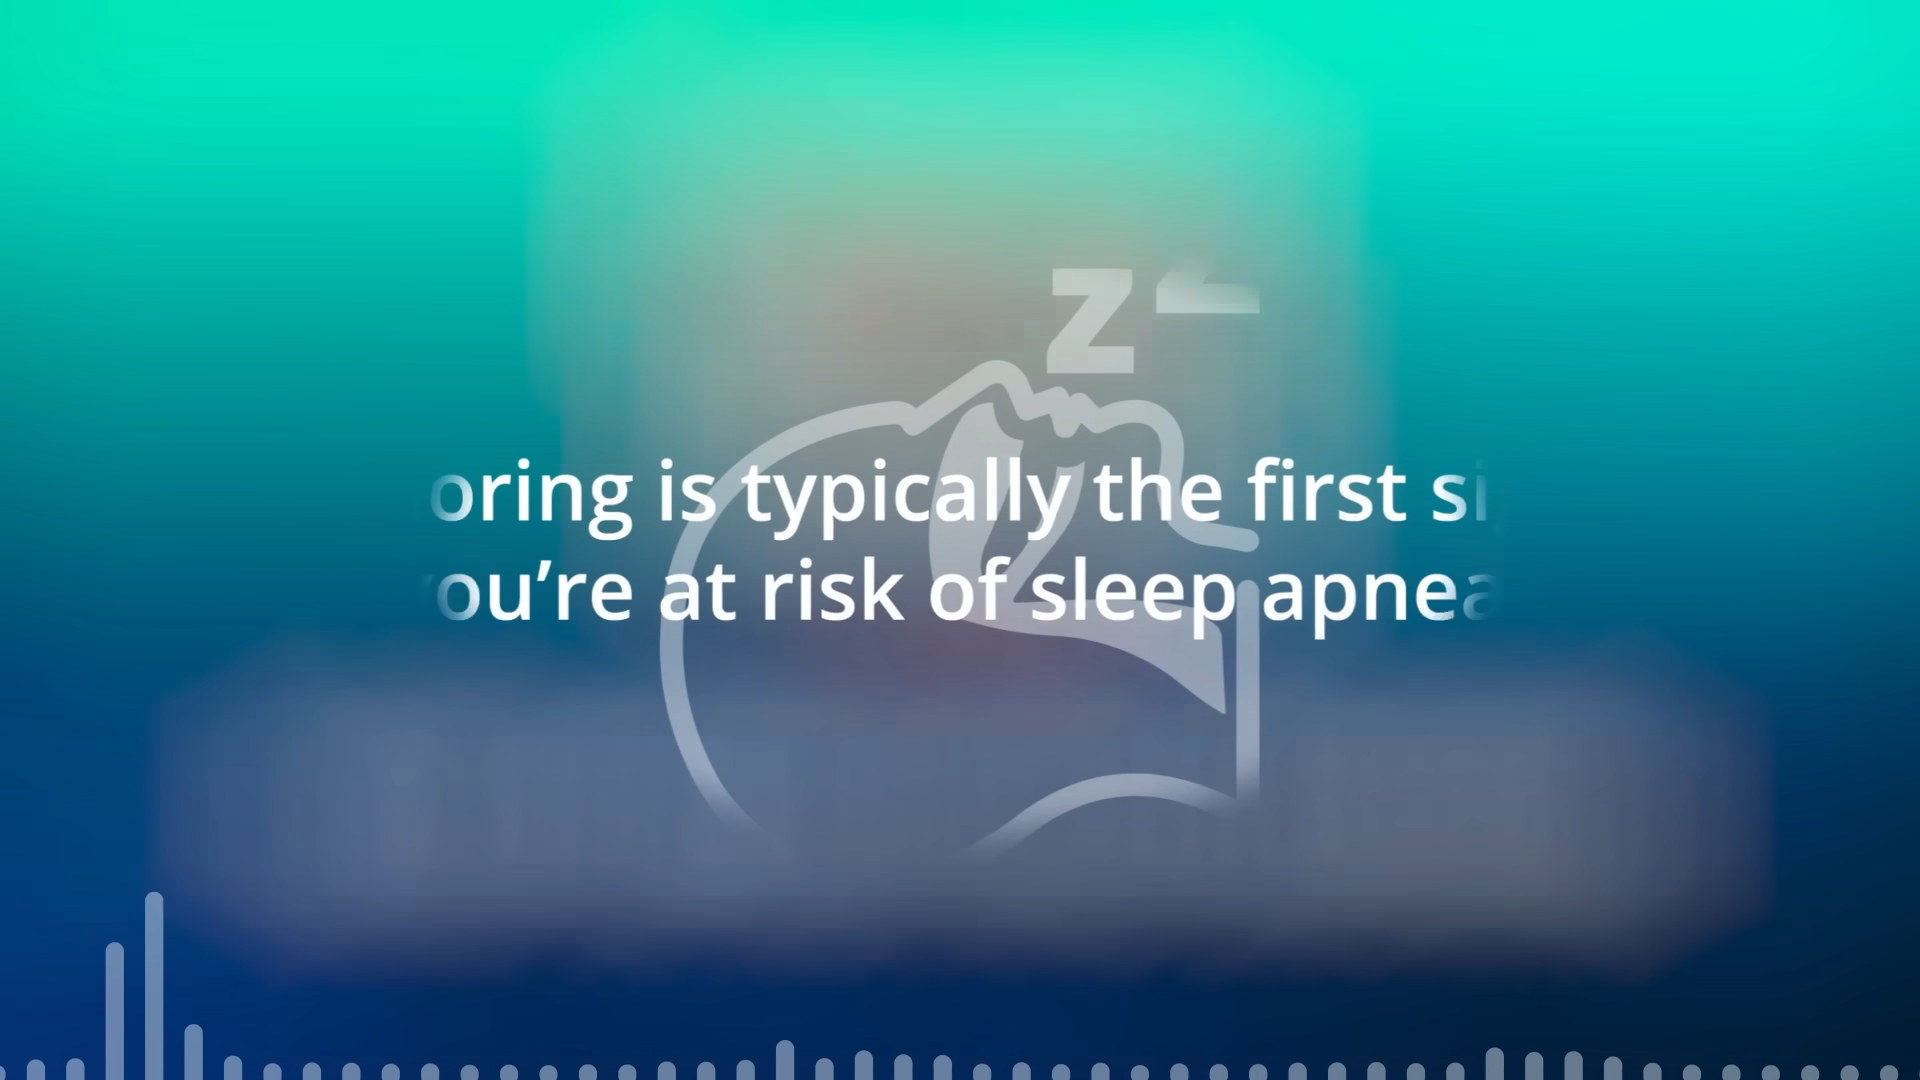 z
oring is typically the first si
ou’re at risk of sleep apnea